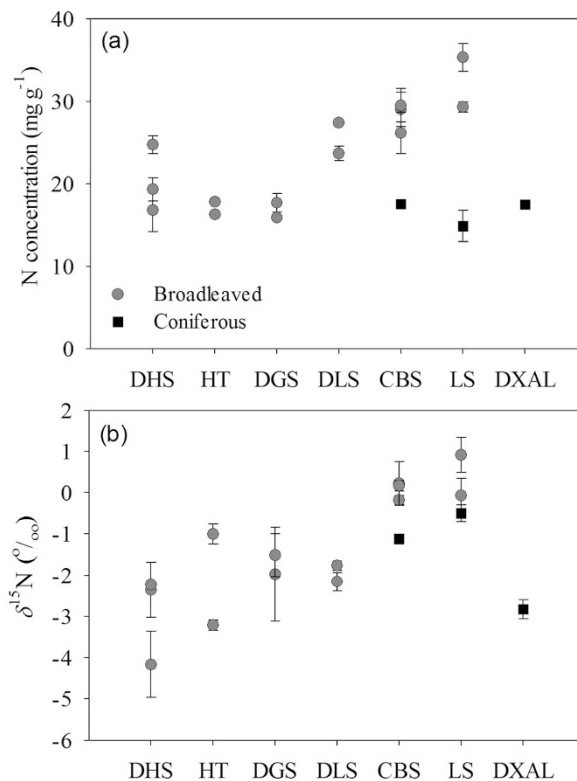 (a)
N concentration (mg g⁻¹)
40
30
20
10
0
Broadleaved
Coniferous
DHS HT DGS DLS CBS LS DXAL
(b)
δ¹⁵N (º/ₒₒ)
2
1
0
-1
-2
-3
-4
-5
-6
DHS HT DGS DLS CBS LS DXAL